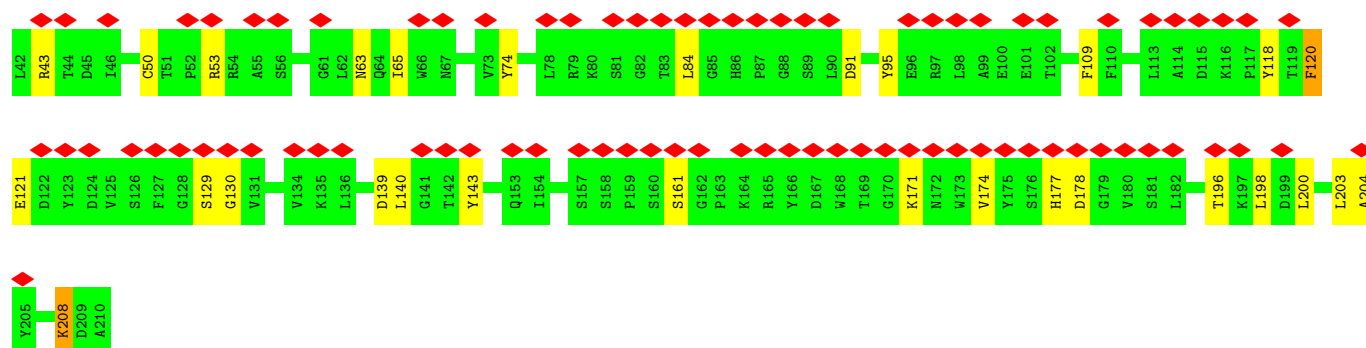 L42 R43 T44 D45 I46 C50 T51 P52 R53 R54 A55 S56 G61 L62 N63 Q64 I65 W66 N67 V73 Y74 L78 R79 K80 S81 G82 T83 L84 G85 H86 P87 G88 S89 L90 D91 Y95 E96 R97 L98 A99 E100 E101 T102 F109 F110 L113 A114 D115 K116 P117 Y118 T119 F120
E121 D122 Y123 D124 V125 S126 F127 G128 S129 G130 V131 V134 K135 L136 D139 L140 G141 T142 Y143 Q153 I154 S157 S158 P159 S160 S161 G162 P163 K164 R165 Y166 D167 W168 T169 G170 K171 N172 W173 V174 Y175 S176 H177 D178 G179 V180 S181 L182 T196 K197 L198 D199 L200 L203 A204
Y205 K208 D209 A210